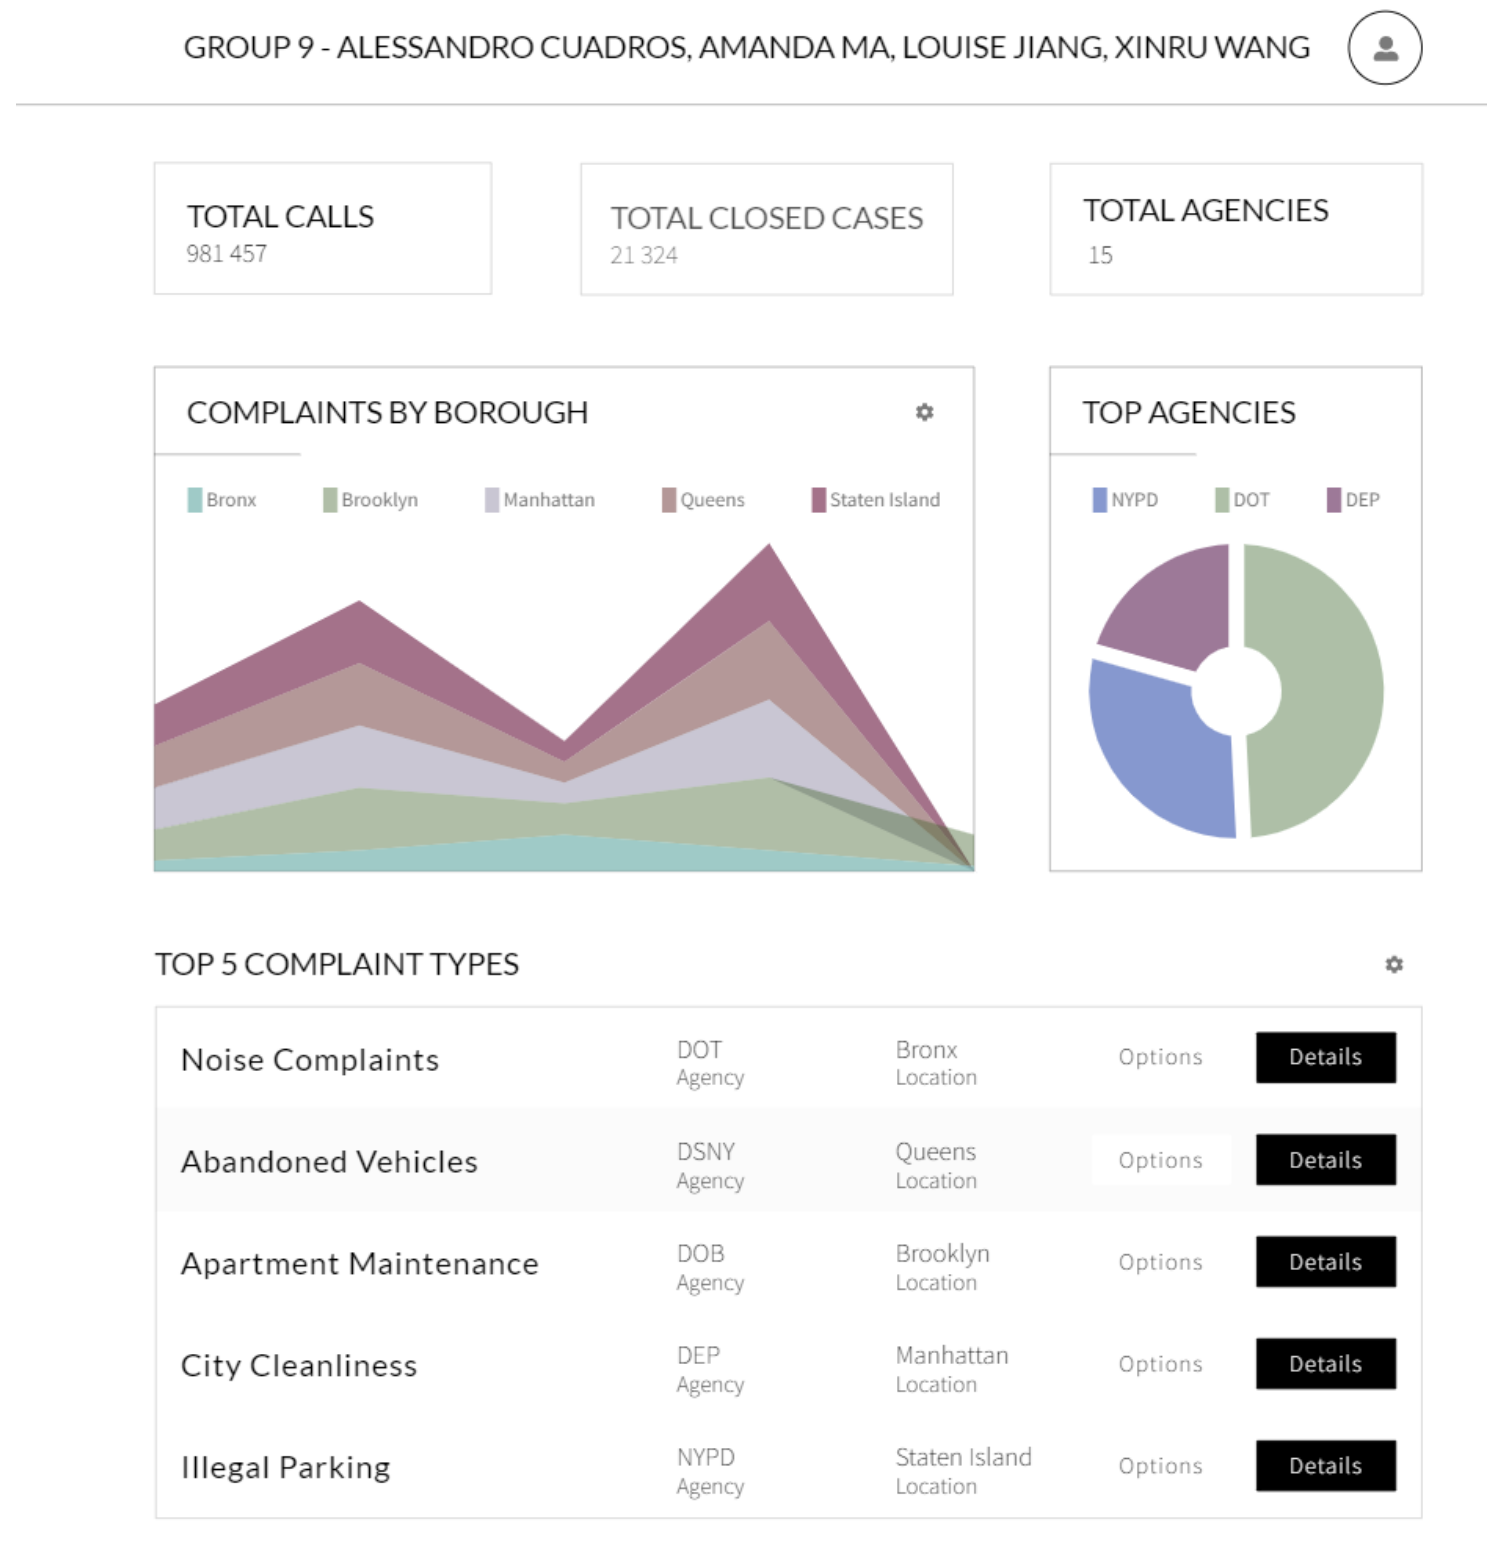 GROUP 9 - ALESSANDRO CUADROS, AMANDA MA, LOUISE JIANG, XINRU WANG
TOTAL CALLS
981 457
TOTAL CLOSED CASES
21 324
TOTAL AGENCIES
15
COMPLAINTS BY BOROUGH
Bronx
Brooklyn
Manhattan
Queens
Staten Island
TOP AGENCIES
NYPD
DOT
DEP
TOP 5 COMPLAINT TYPES
Noise Complaints
DOT
Agency
Bronx
Location
Options
Details
Abandoned Vehicles
DSNY
Agency
Queens
Location
Options
Details
Apartment Maintenance
DOB
Agency
Brooklyn
Location
Options
Details
City Cleanliness
DEP
Agency
Manhattan
Location
Options
Details
Illegal Parking
NYPD
Agency
Staten Island
Location
Options
Details